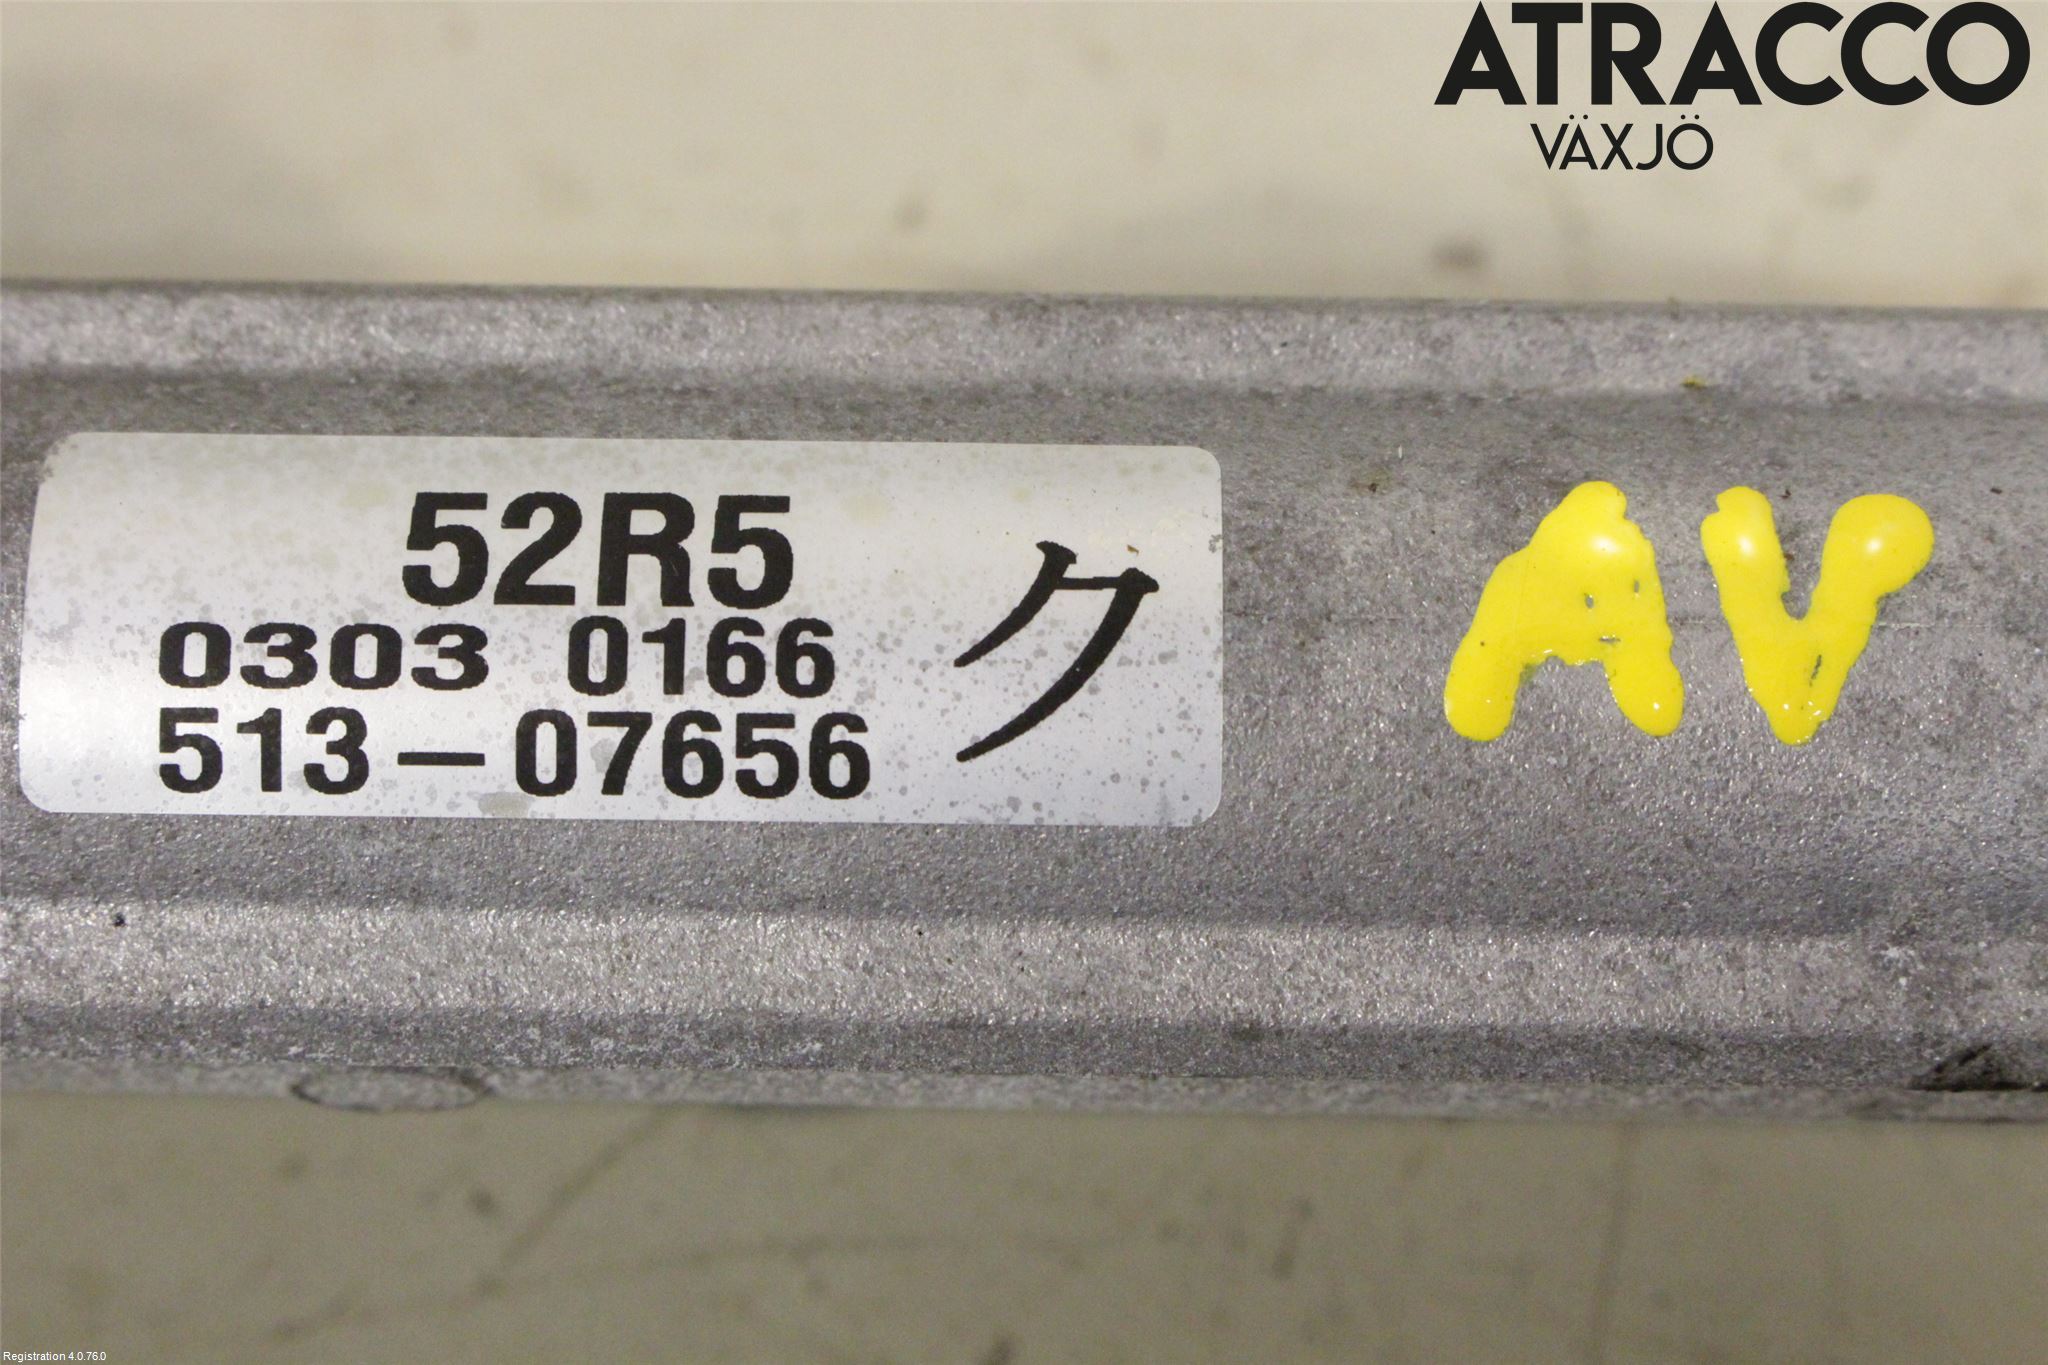 ATRACCO
VÄXJÖ
52R5
0303 0166
513-07656
ク
AV
Registration 4.0.76.0